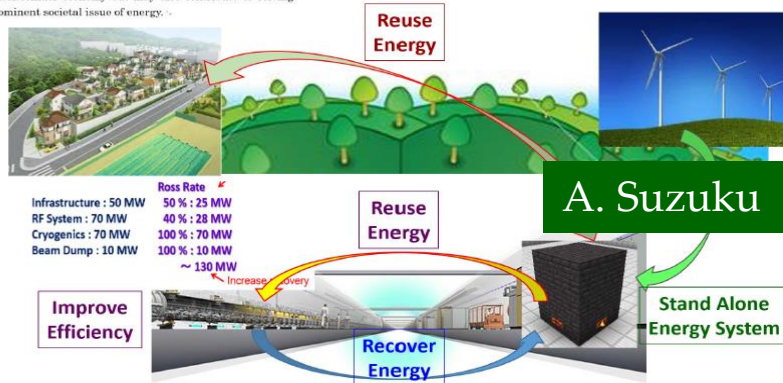 ominent societal issue of energy.
Reuse
Energy
A. Suzuku
Ross Rate
Infrastructure : 50 MW 50 % : 25 MW
RF System : 70 MW 40 % : 28 MW
Cryogenics : 70 MW 100 % : 70 MW
Beam Dump : 10 MW 100 % : 10 MW
~ 130 MW
Increase
Reuse
Energy
Improve
Efficiency
Recover
Energy
Stand Alone
Energy System